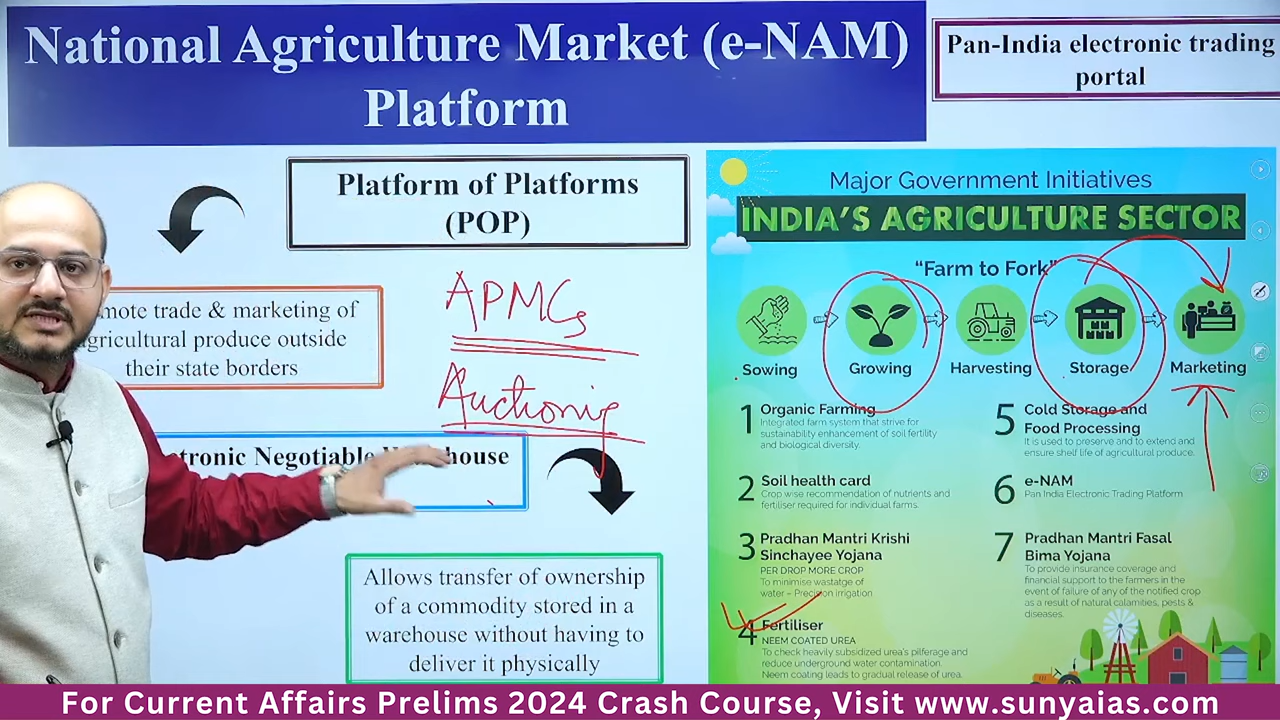 National Agriculture Market (e-NAM)
Platform
Pan-India electronic trading
portal
Platform of Platforms
(POP)
mote trade & marketing of
gricultural produce outside
their state borders
APMCs
Auctioning
tronic Negotiable Warehouse
Allows transfer of ownership
of a commodity stored in a
warehouse without having to
deliver it physically
Major Government Initiatives
INDIA'S AGRICULTURE SECTOR
"Farm to Fork"
Sowing
Growing
Harvesting
Storage
Marketing
1 Organic Farming
Integrated farm system that strive for
sustainability enhancement of soil fertility
and biological diversity.
2 Soil health card
Crop wise recommendation of nutrients and
fertiliser required for individual farms.
3 Pradhan Mantri Krishi
Sinchayee Yojana
PER DROP MORE CROP
To minimise wastatge of
water – Precision irrigation
4 Fertiliser
NEEM COATED UREA
To check heavily subsidized urea's pilferage and
reduce underground water contamination.
Neem coating leads to gradual release of urea.
5 Cold Storage and
Food Processing
It is used to preserve and to extend and
ensure shelf life of agricultural produce.
6 e-NAM
Pan India Electronic Trading Platform
7 Pradhan Mantri Fasal
Bima Yojana
To provide insurance coverage and
financial support to the farmers in the
event of failure of any of the notified crop
as a result of natural calamities, pests &
diseases.
For Current Affairs Prelims 2024 Crash Course, Visit www.sunyaias.com